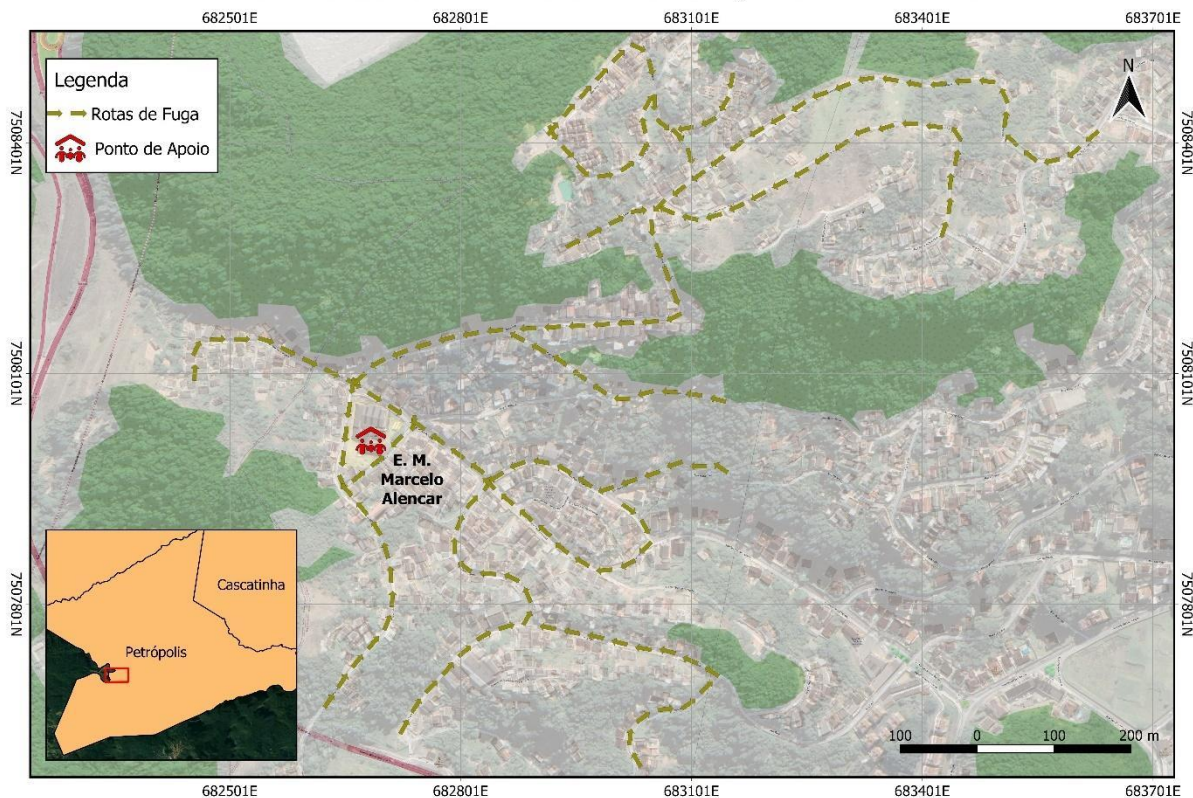 682501E
682801E
683101E
683401E
683701E
Legenda
Rotas de Fuga
Ponto de Apoio
N
7508401N
7508401N
7508101N
7508101N
E. M.
Marcelo
Alencar
7507801N
7507801N
Cascatinha
Petrópolis
100 0 100 200 m
682501E
682801E
683101E
683401E
683701E